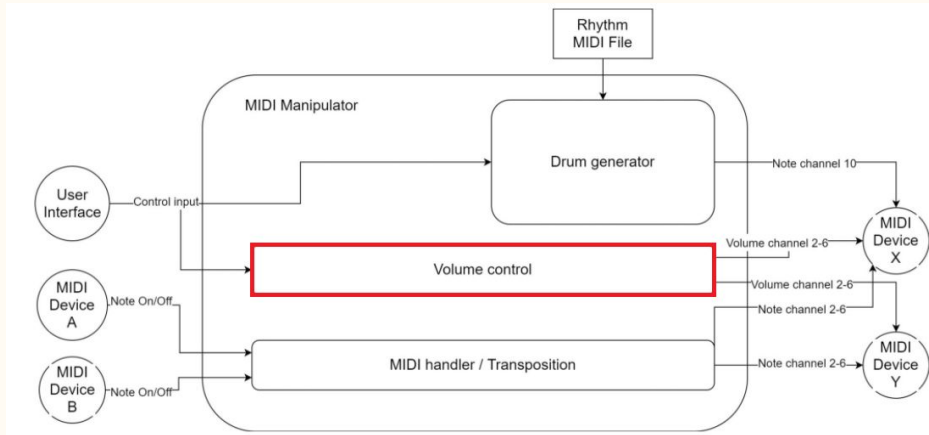 Rhythm
MIDI File
MIDI Manipulator
Drum generator
Note channel 10
User
Interface
Control input
MIDI
Device
X
Volume channel 2-6
Volume control
Volume channel 2-6
MIDI
Device
A
Note On/Off
Note channel 2-6
MIDI handler / Transposition
Note channel 2-6
MIDI
Device
Y
MIDI
Device
B
Note On/Off